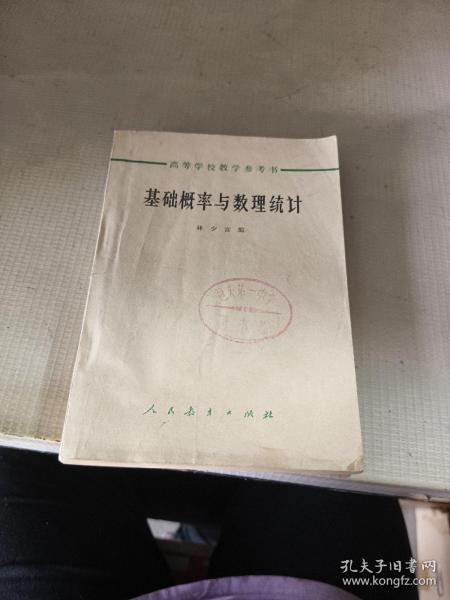 高等学校教学参考书
基础概率与数理统计
林少宫 编
人民教育出版社
孔夫子旧书网
www.kongfz.com